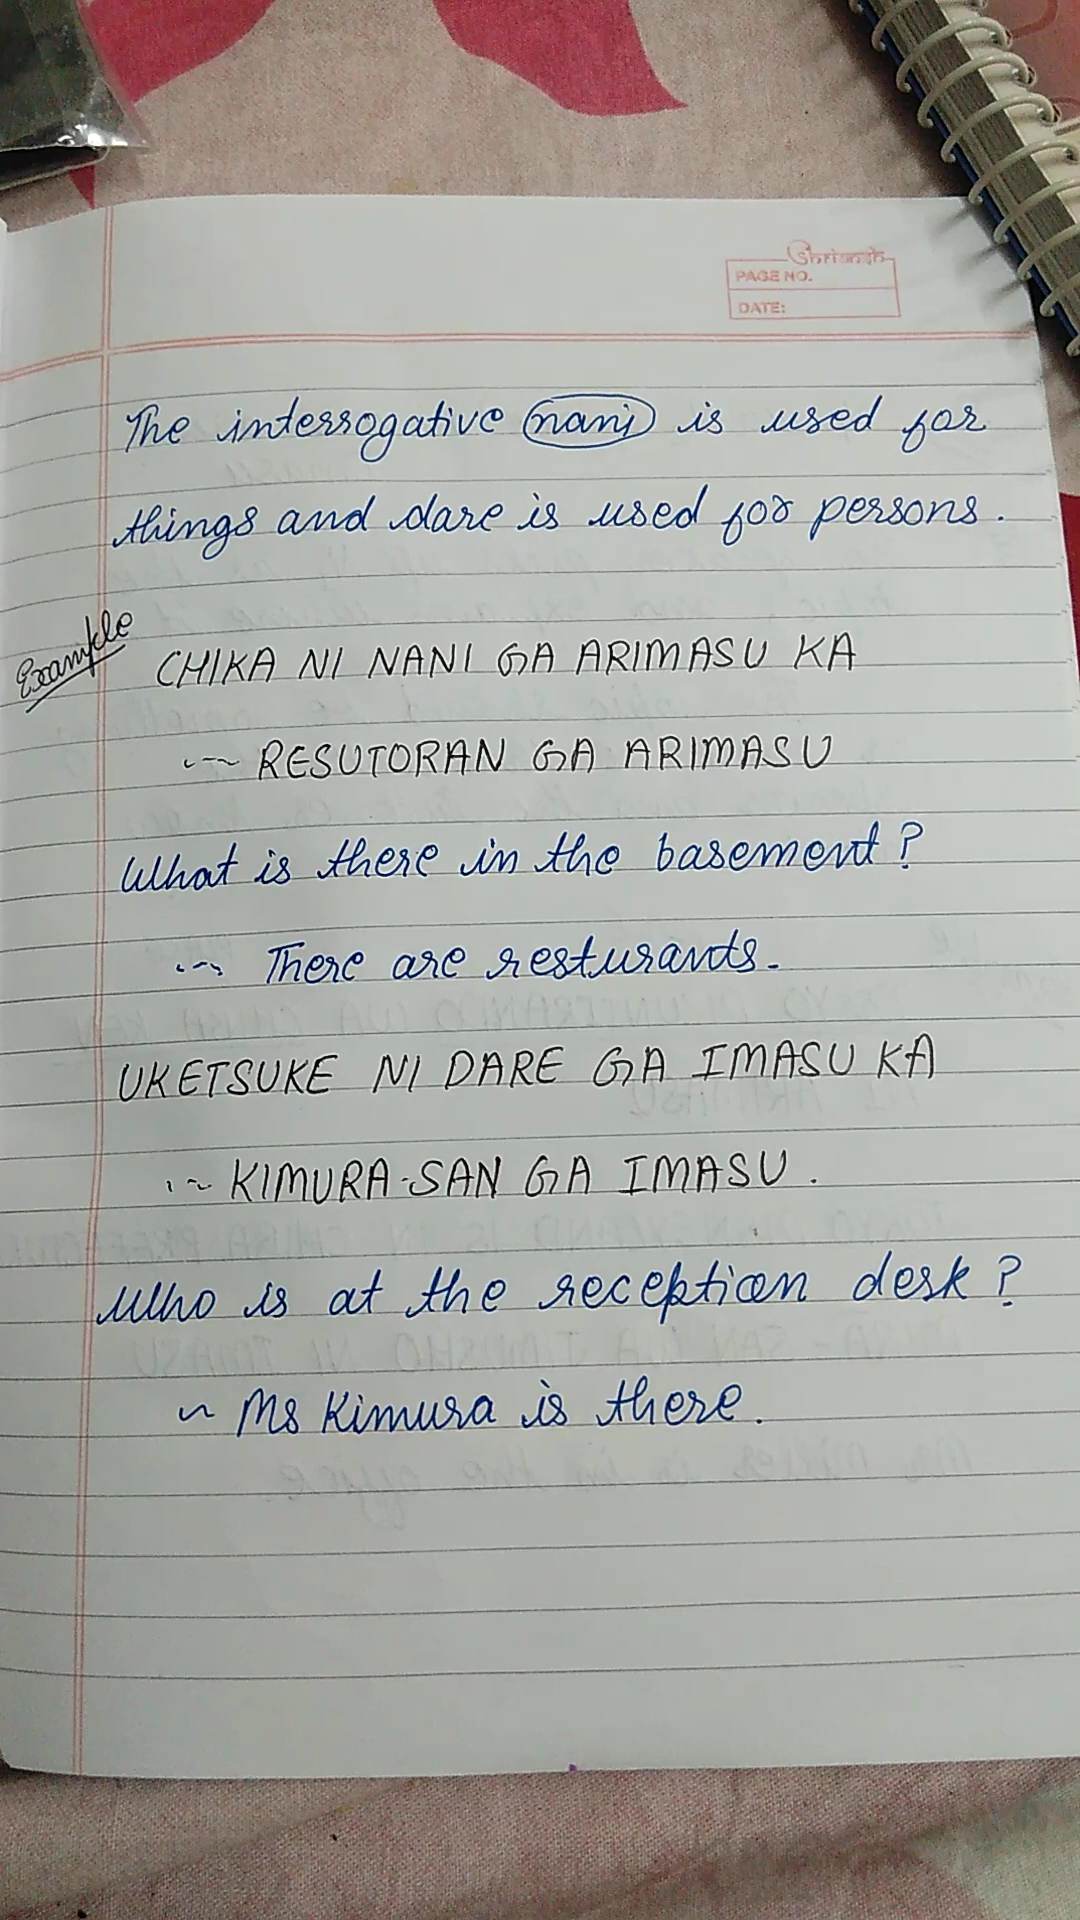 Shriansh
PAGE NO.
DATE:
The interrogative nani is used for
things and dare is used for persons.
Example
CHIKA NI NANI GA ARIMASU KA
~ RESUTORAN GA ARIMASU
What is there in the basement?
~ There are resturants.
UKETSUKE NI DARE GA IMASU KA
~ KIMURA-SAN GA IMASU.
Who is at the reception desk?
~ Ms Kimura is there.